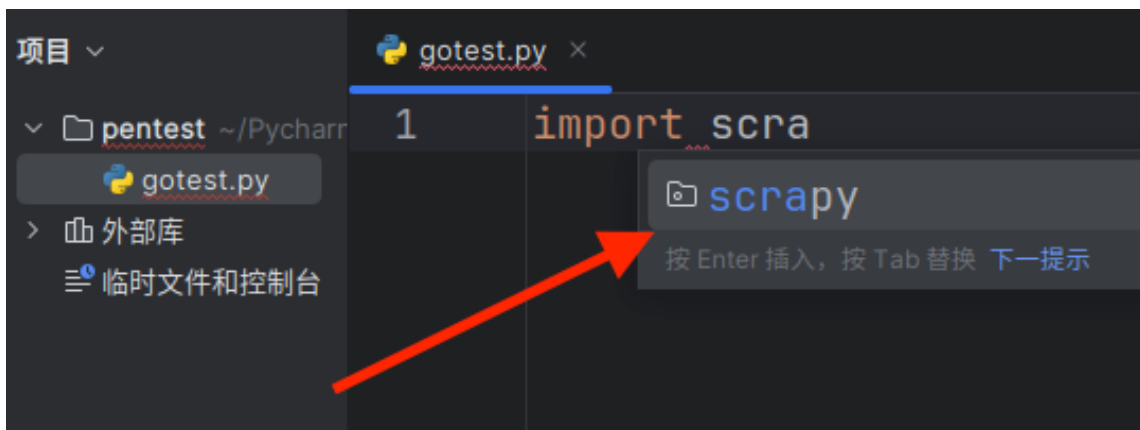 项目
gotest.py
pentest ~/Pycharr
1
import scra
gotest.py
scrapy
外部库
按 Enter 插入，按 Tab 替换 下一提示
临时文件和控制台